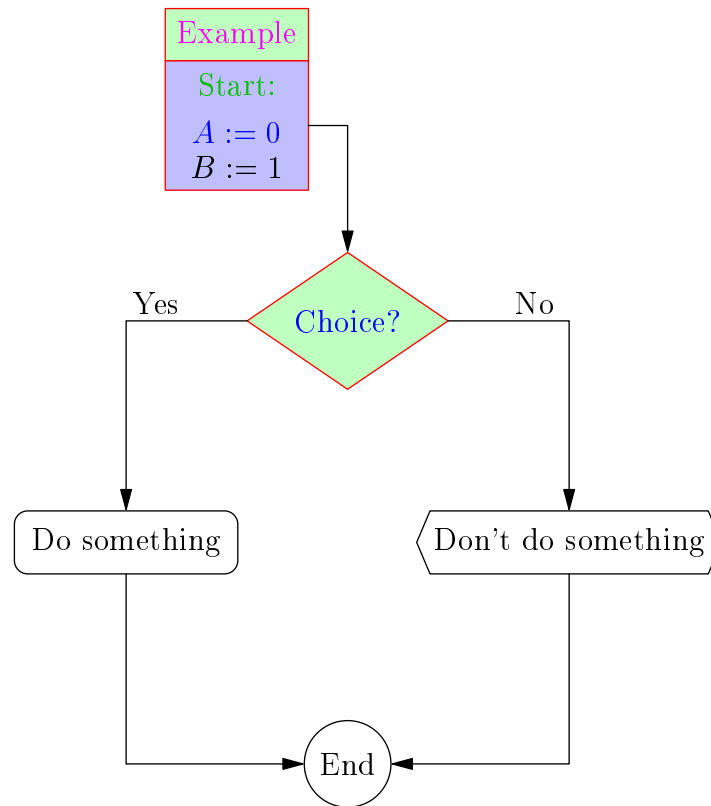 Example
Start:
A := 0
B := 1
Yes
No
Choice?
Do something
Don't do something
End